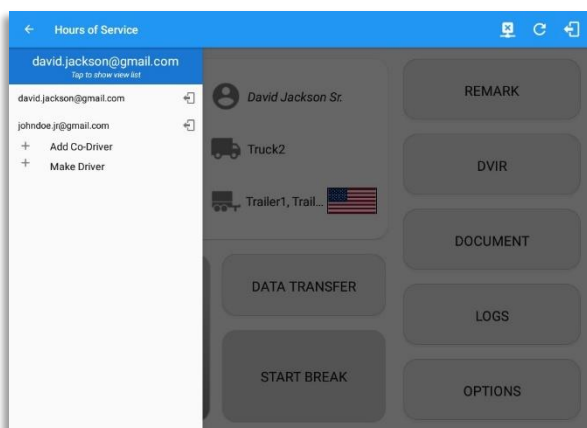 Hours of Service
david.jackson@gmail.com
Tap to show view list
david.jackson@gmail.com
johndoe.jr@gmail.com
+ Add Co-Driver
+ Make Driver
David Jackson Sr.
Truck2
Trailer1, Trail...
DATA TRANSFER
START BREAK
REMARK
DVIR
DOCUMENT
LOGS
OPTIONS